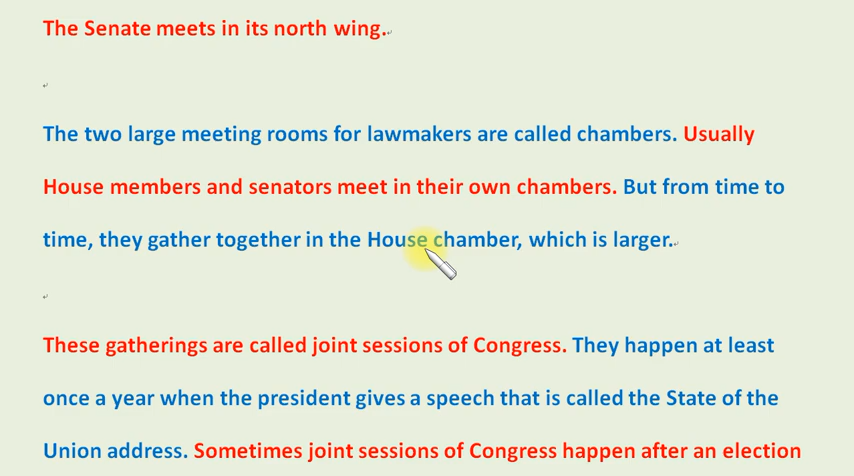 The Senate meets in its north wing.
The two large meeting rooms for lawmakers are called chambers. Usually
House members and senators meet in their own chambers. But from time to
time, they gather together in the House chamber, which is larger.
These gatherings are called joint sessions of Congress. They happen at least
once a year when the president gives a speech that is called the State of the
Union address. Sometimes joint sessions of Congress happen after an election